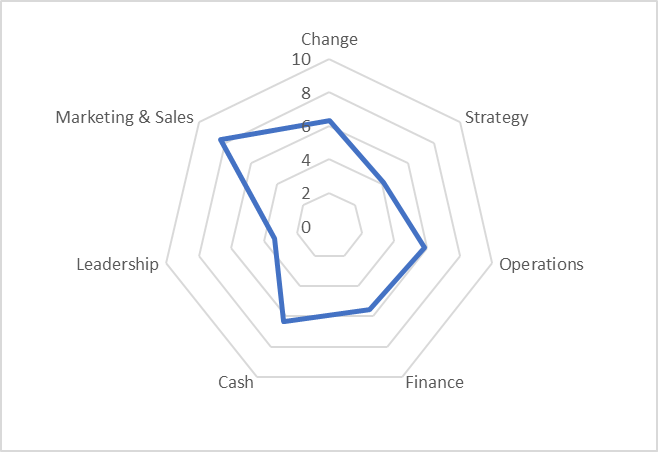 Change
10
Marketing & Sales
8
Strategy
6
4
2
0
Leadership
Operations
Cash
Finance